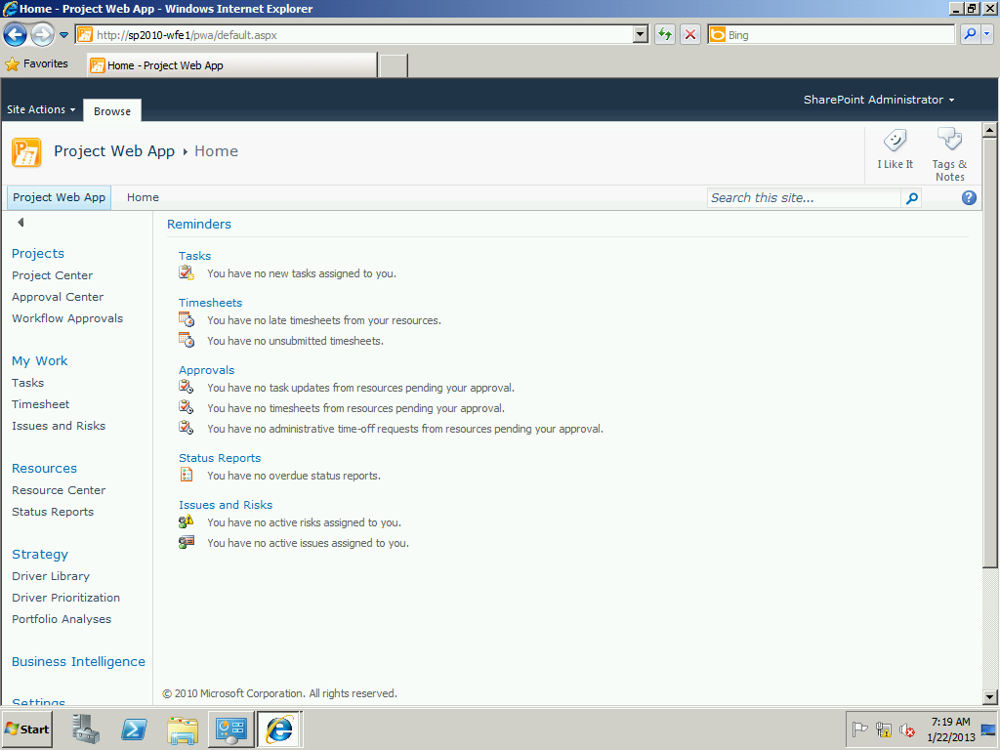 Home - Project Web App - Windows Internet Explorer
http://sp2010-wfe1/pwa/default.aspx
Bing
Favorites
Home - Project Web App
Site Actions
Browse
SharePoint Administrator
Project Web App
Home
I Like It
Tags &
Notes
Project Web App
Home
Search this site...
Reminders
Projects
Project Center
Approval Center
Workflow Approvals
My Work
Tasks
Timesheet
Issues and Risks
Resources
Resource Center
Status Reports
Strategy
Driver Library
Driver Prioritization
Portfolio Analyses
Business Intelligence
Settings
Tasks
You have no new tasks assigned to you.
Timesheets
You have no late timesheets from your resources.
You have no unsubmitted timesheets.
Approvals
You have no task updates from resources pending your approval.
You have no timesheets from resources pending your approval.
You have no administrative time-off requests from resources pending your approval.
Status Reports
You have no overdue status reports.
Issues and Risks
You have no active risks assigned to you.
You have no active issues assigned to you.
© 2010 Microsoft Corporation. All rights reserved.
Start
7:19 AM
1/22/2013